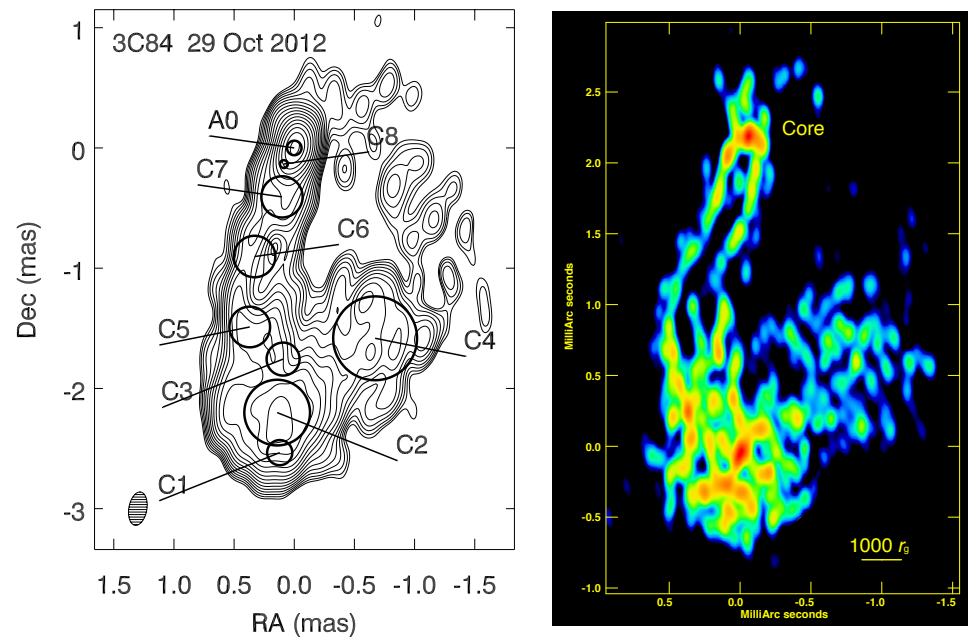 3C84 29 Oct 2012
A0
C8
C7
C6
C5
C4
C3
C2
C1
1
0
-1
-2
-3
Dec (mas)
1.5 1.0 0.5 0.0 -0.5 -1.0 -1.5
RA (mas)
Core
2.5
2.0
1.5
1.0
0.5
0.0
-0.5
-1.0
MilliArc seconds
1000 rg
0.5 0.0 -0.5 -1.0 -1.5
MilliArc seconds